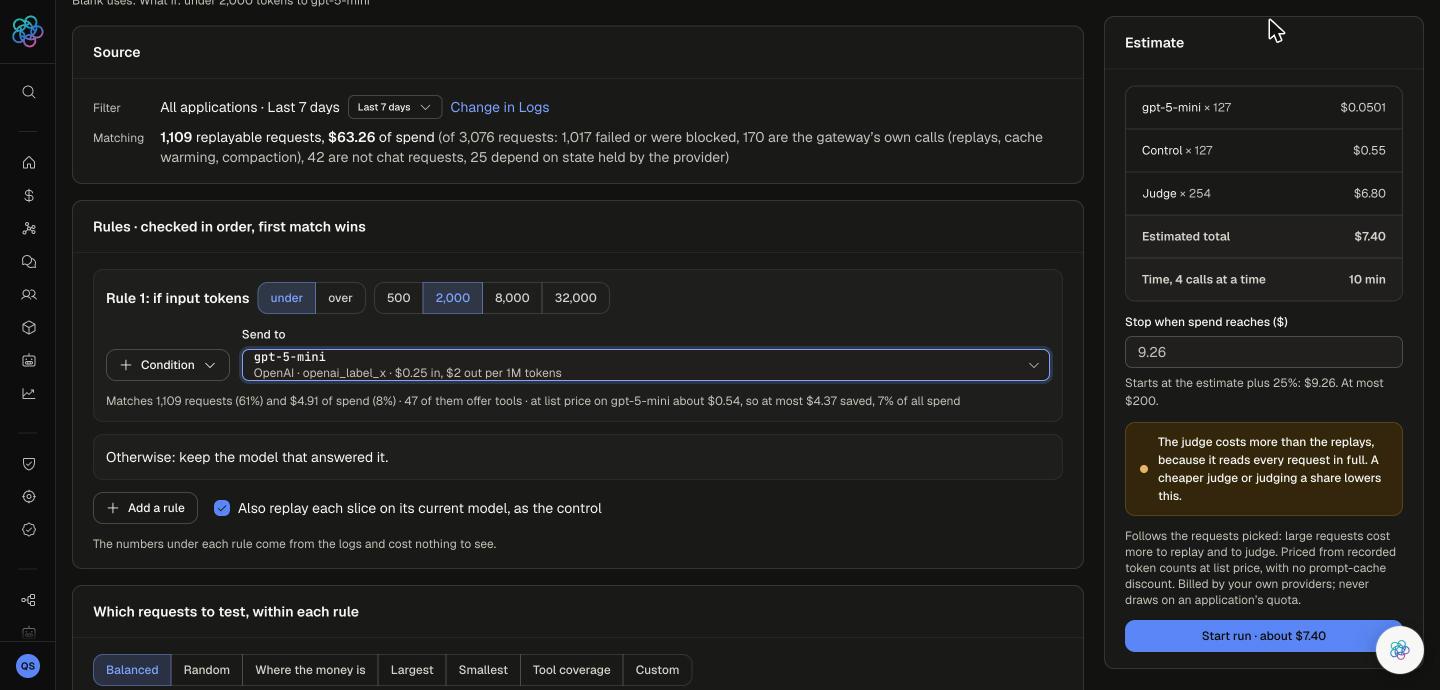 Blank uses: What if: under 2,000 tokens to gpt-5-mini
Source
Filter
All applications · Last 7 days
Last 7 days
Change in Logs
Matching
1,109 replayable requests, $63.26 of spend (of 3,076 requests: 1,017 failed or were blocked, 170 are the gateway's own calls (replays, cache
warming, compaction), 42 are not chat requests, 25 depend on state held by the provider)
Rules · checked in order, first match wins
Rule 1: if input tokens
under
over
500
2,000
8,000
32,000
Send to
Condition
gpt-5-mini
OpenAI · openai_label_x · $0.25 in, $2 out per 1M tokens
Matches 1,109 requests (61%) and $4.91 of spend (8%) · 47 of them offer tools · at list price on gpt-5-mini about $0.54, so at most $4.37 saved, 7% of all spend
Otherwise: keep the model that answered it.
Add a rule
Also replay each slice on its current model, as the control
The numbers under each rule come from the logs and cost nothing to see.
Which requests to test, within each rule
Balanced
Random
Where the money is
Largest
Smallest
Tool coverage
Custom
QS
Estimate
gpt-5-mini × 127
$0.0501
Control × 127
$0.55
Judge × 254
$6.80
Estimated total
$7.40
Time, 4 calls at a time
10 min
Stop when spend reaches ($)
9.26
Starts at the estimate plus 25%: $9.26. At most
$200.
The judge costs more than the replays,
because it reads every request in full. A
cheaper judge or judging a share lowers
this.
Follows the requests picked: large requests cost
more to replay and to judge. Priced from recorded
token counts at list price, with no prompt-cache
discount. Billed by your own providers; never
draws on an application's quota.
Start run · about $7.40